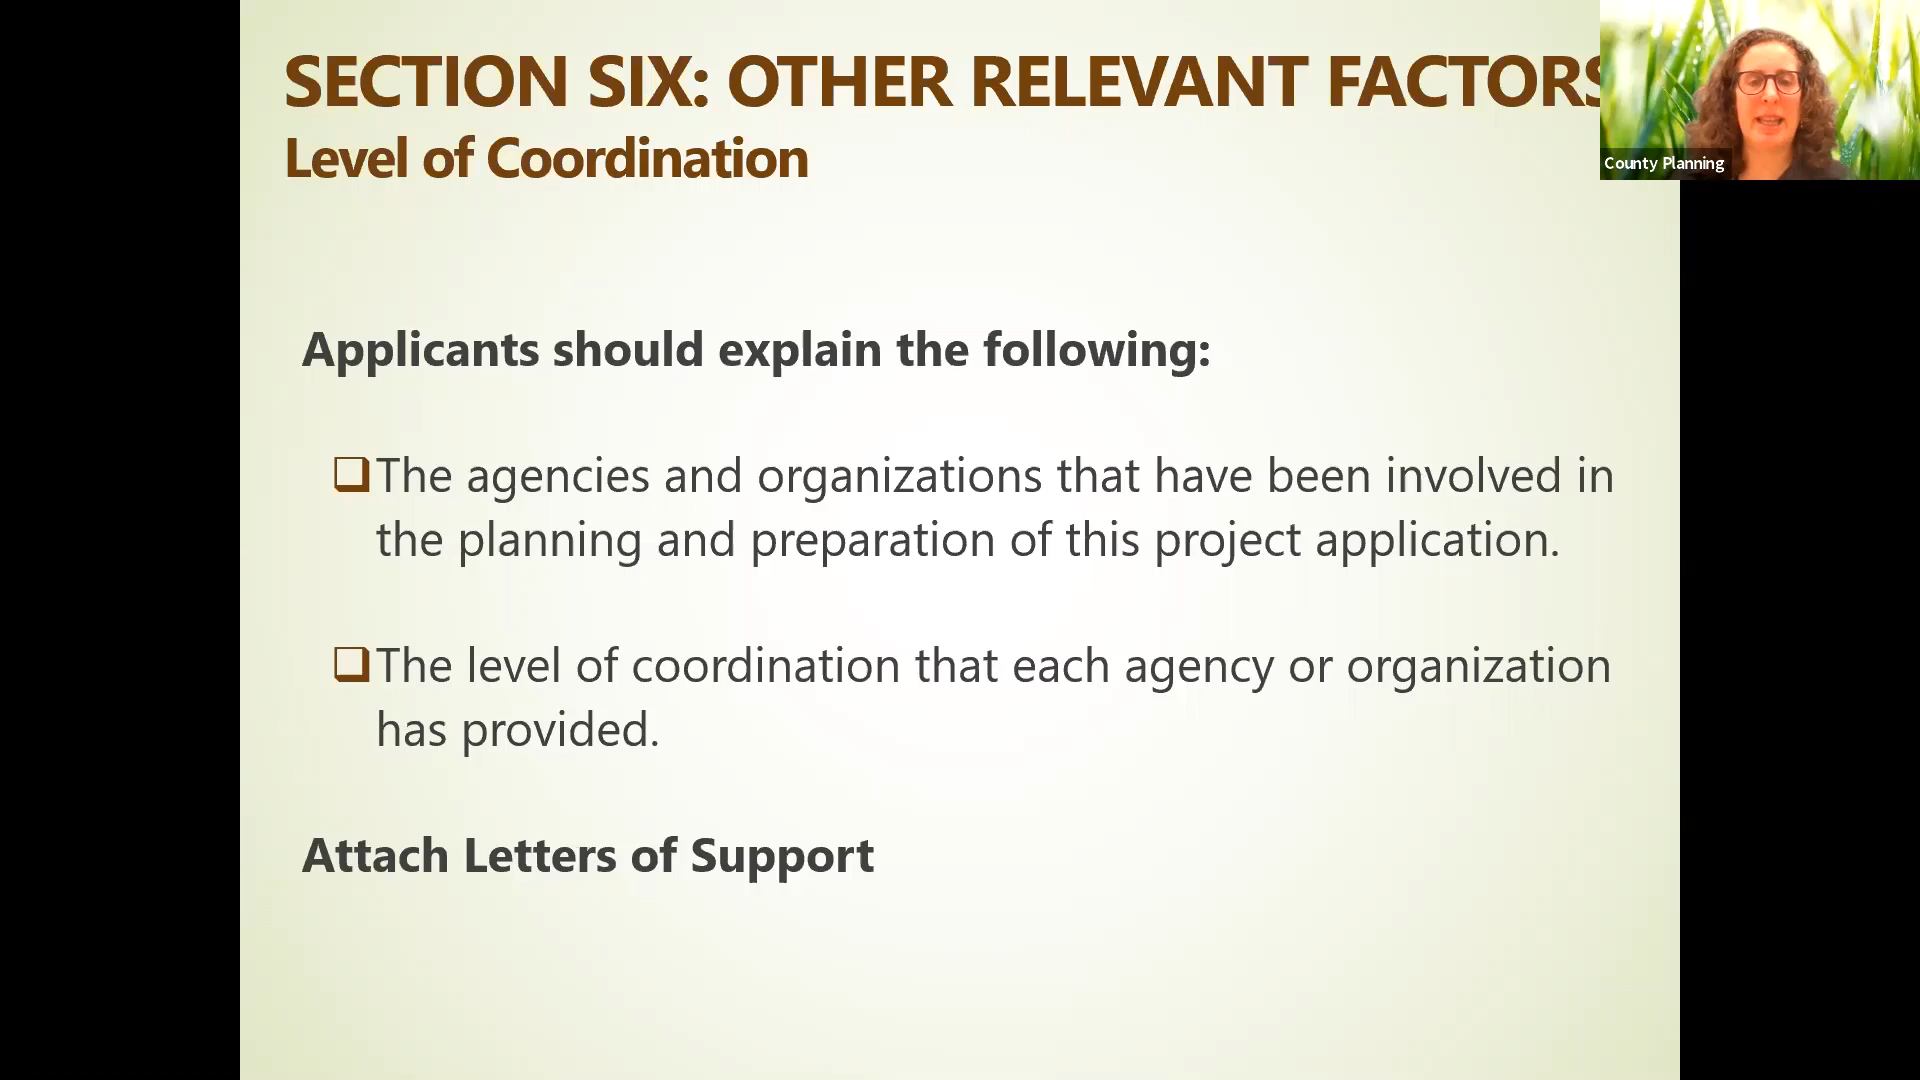 SECTION SIX: OTHER RELEVANT FACTORS
Level of Coordination
County Planning
Applicants should explain the following:
The agencies and organizations that have been involved in
the planning and preparation of this project application.
The level of coordination that each agency or organization
has provided.
Attach Letters of Support